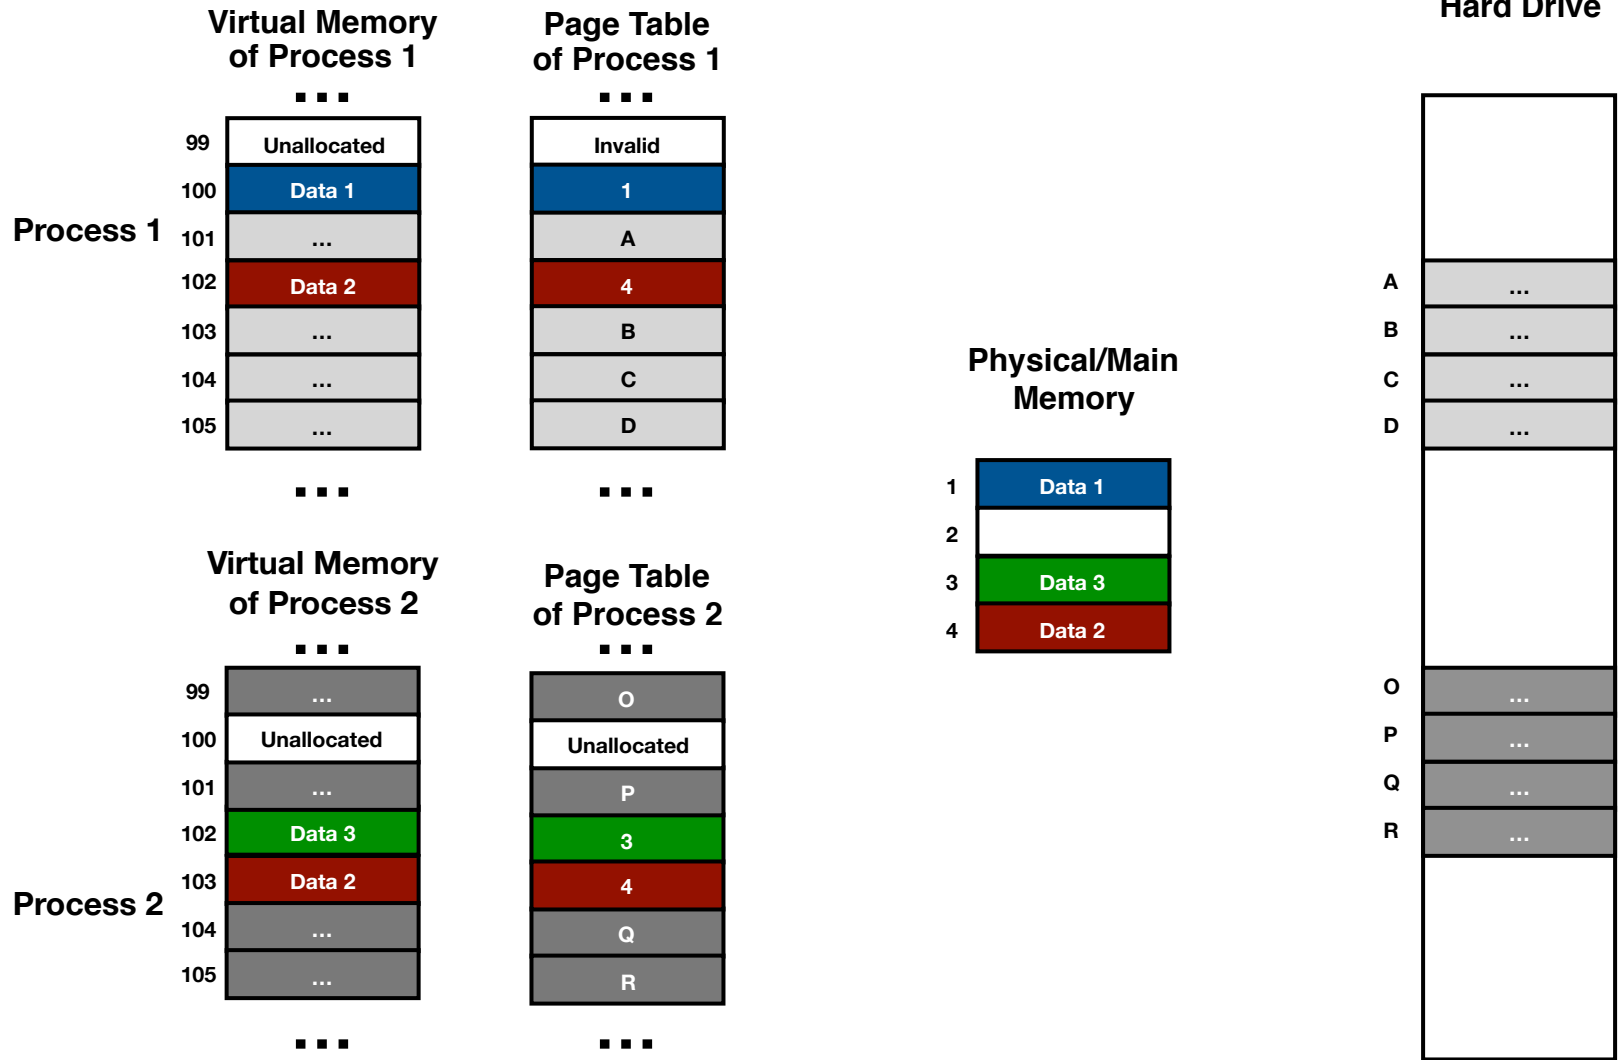 Hard Drive
Virtual Memory
of Process 1
Page Table
of Process 1
...
...
99 Unallocated Invalid
100 Data 1 1
Process 1
101 ... A
102 Data 2 4
103 ... B
104 ... C
105 ... D
...
...
A ...
B ...
C ...
D ...
Physical/Main
Memory
1 Data 1
2
3 Data 3
4 Data 2
Virtual Memory
of Process 2
Page Table
of Process 2
...
...
99 ... O
100 Unallocated Unallocated
101 ... P
102 Data 3 3
103 Data 2 4
Process 2
104 ... Q
105 ... R
...
...
O ...
P ...
Q ...
R ...